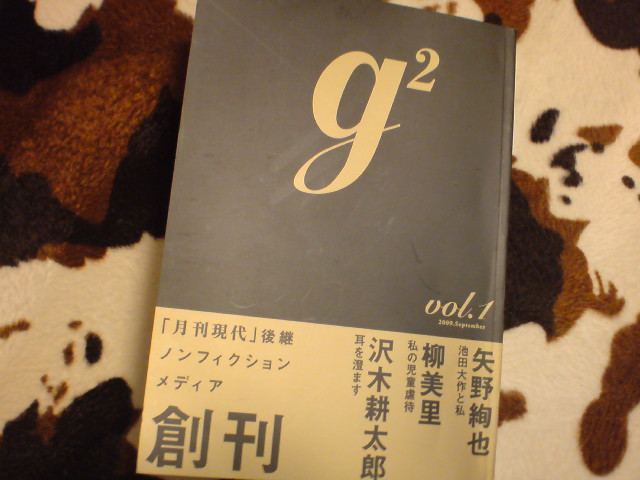 g2
vol.1
2009.September
矢野絢也
池田大作と私
柳美里
私の児童虐待
沢木耕太郎
耳を澄ます
「月刊現代」後継
ノンフィクション
メディア
創刊